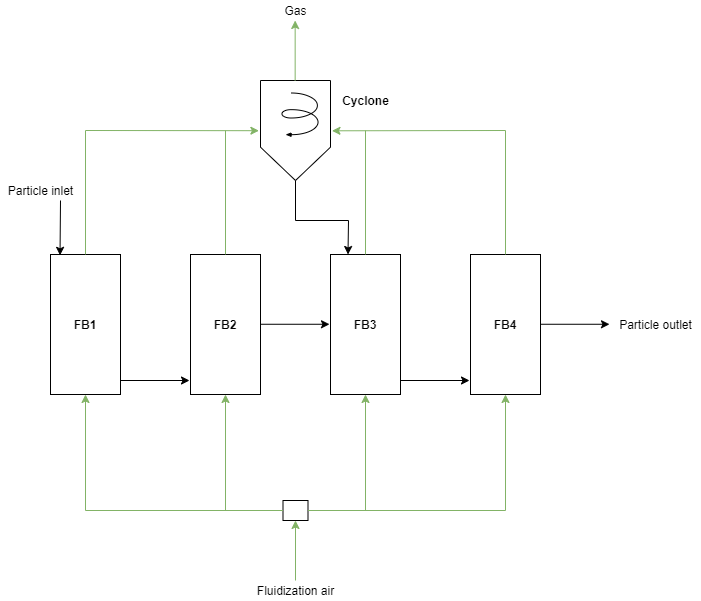 Gas
Cyclone
Particle inlet
FB1
FB2
FB3
FB4
Particle outlet
Fluidization air